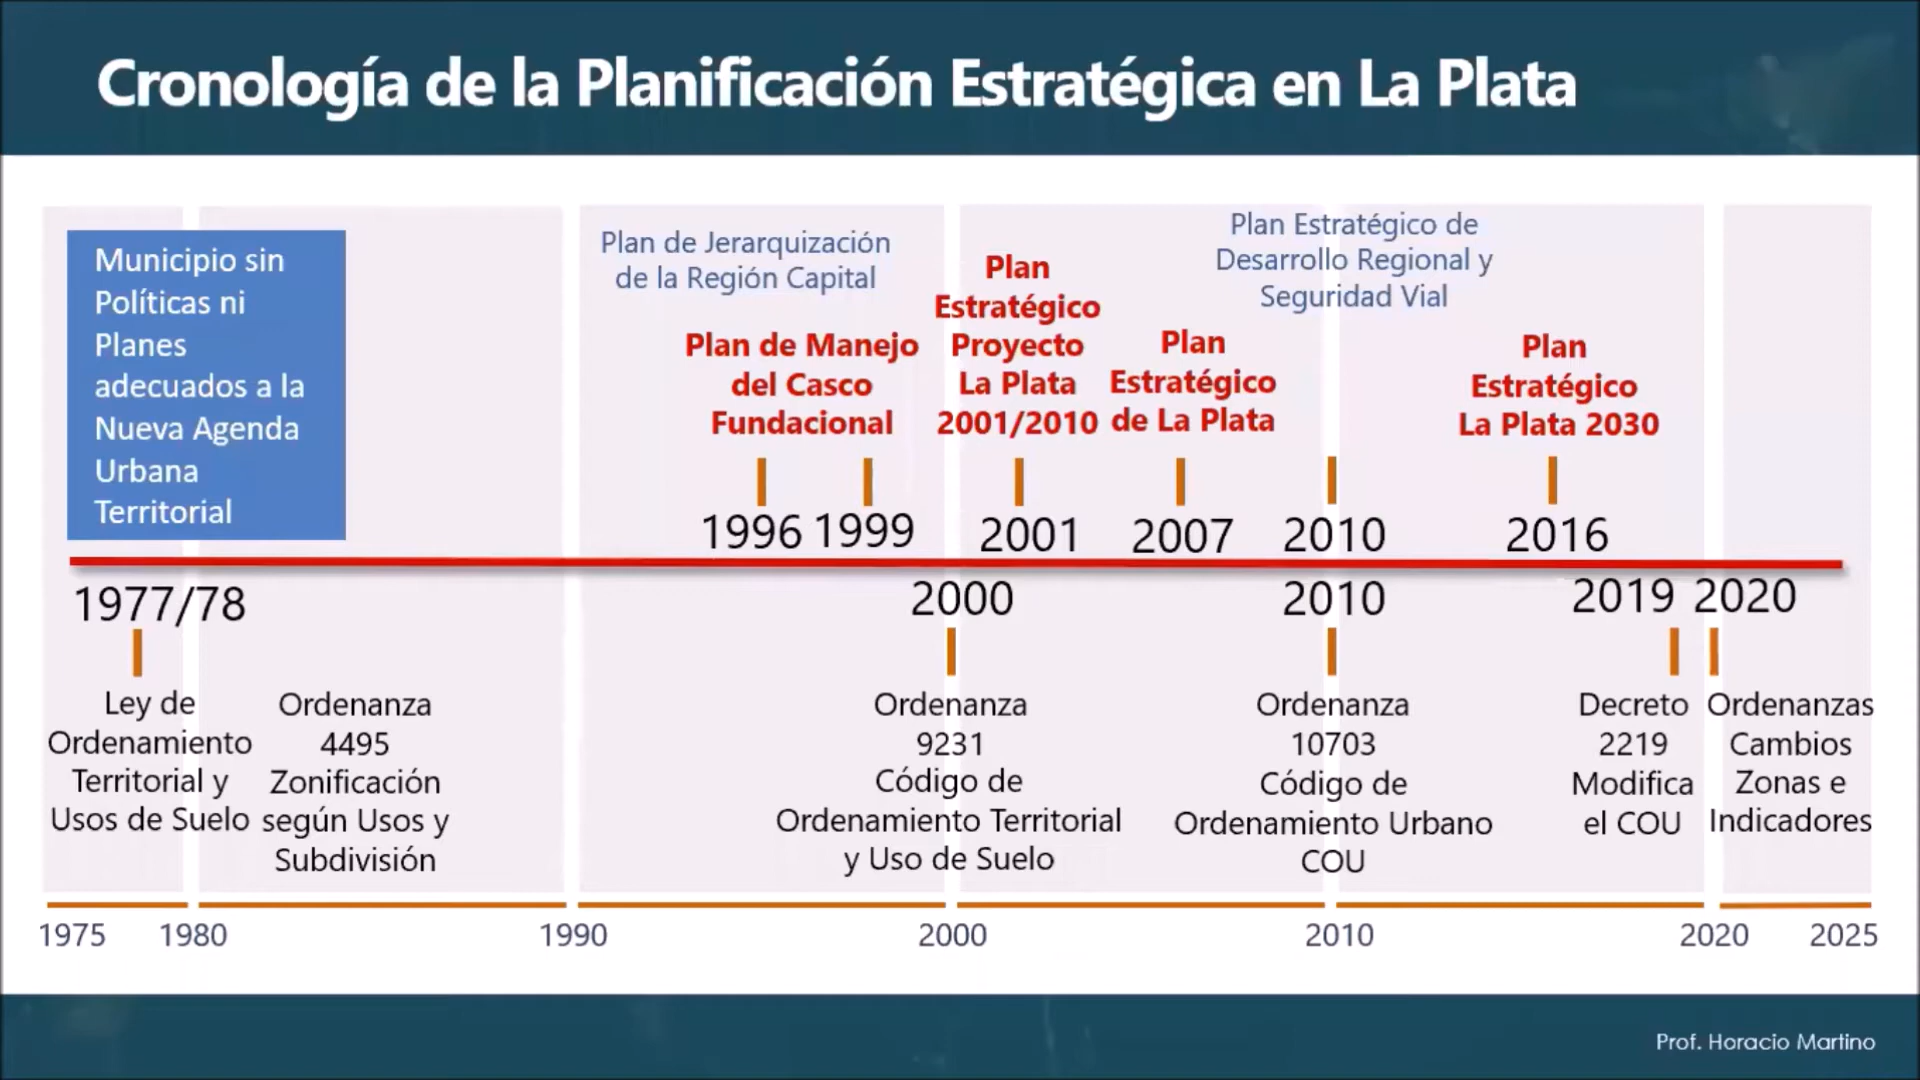 Cronología de la Planificación Estratégica en La Plata
Municipio sin
Políticas ni
Planes
adecuados a la
Nueva Agenda
Urbana
Territorial
Plan de Jerarquización
de la Región Capital
Plan de Manejo
del Casco
Fundacional
Plan
Estratégico
Proyecto
La Plata
2001/2010
Plan
Estratégico
de La Plata
Plan Estratégico de
Desarrollo Regional y
Seguridad Vial
Plan
Estratégico
La Plata 2030
1996 1999 2001 2007 2010 2016
1977/78 2000 2010 2019 2020
Ley de
Ordenamiento
Territorial y
Usos de Suelo
Ordenanza
4495
Zonificación
según Usos y
Subdivisión
Ordenanza
9231
Código de
Ordenamiento Territorial
y Uso de Suelo
Ordenanza
10703
Código de
Ordenamiento Urbano
COU
Decreto
2219
Modifica
el COU
Ordenanzas
Cambios
Zonas e
Indicadores
1975 1980 1990 2000 2010 2020 2025
Prof. Horacio Martino